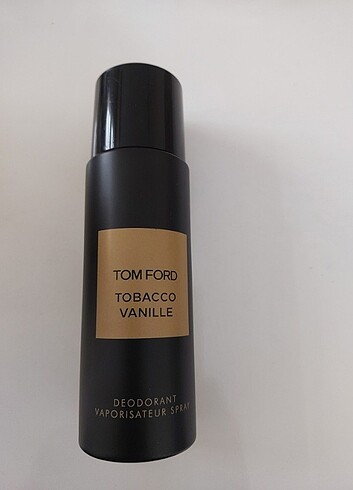 TOM FORD
TOBACCO
VANILLE
DEODORANT
VAPORISATEUR SPRAY